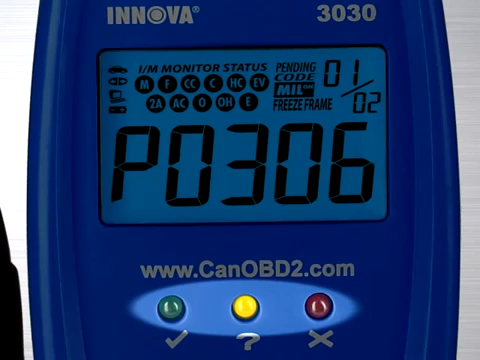 INNOVA® 3030
I/M MONITOR STATUS
M F CC C HC EV
2A AC O OH E
PENDING
CODE
MIL ON
FREEZE FRAME
01/02
P0306
www.CanOBD2.com
✓ ? ✕